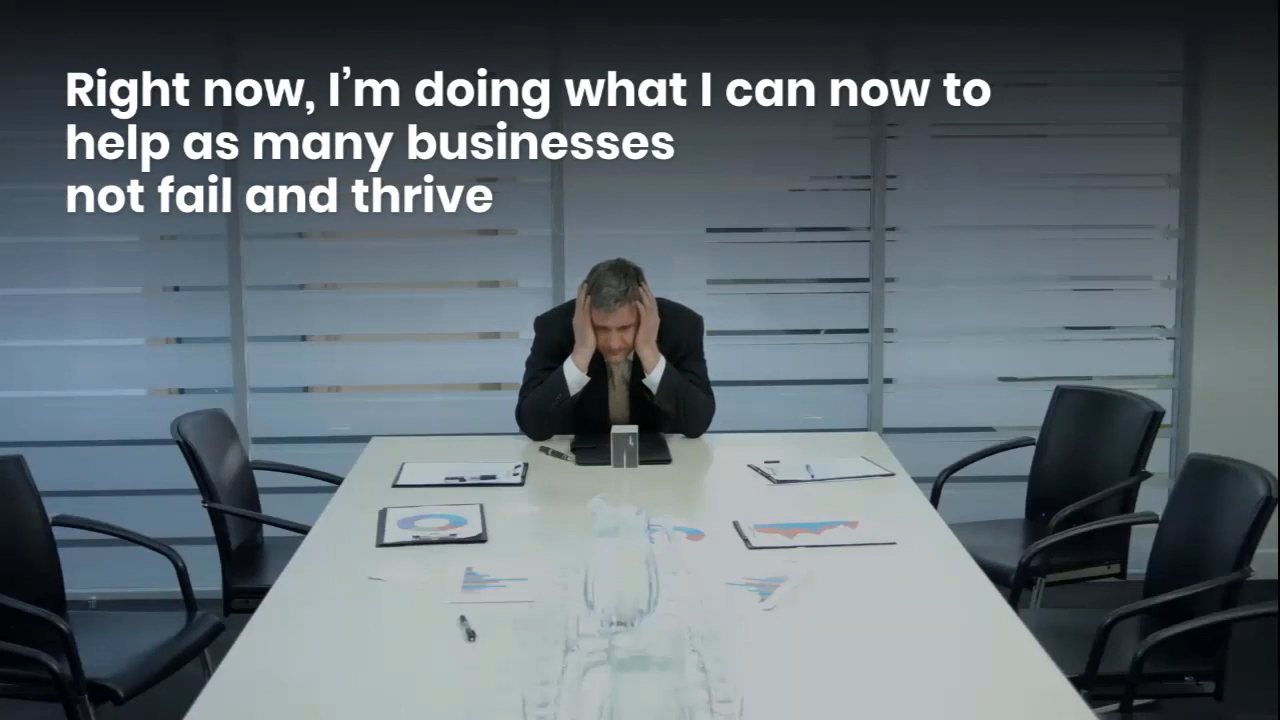 Right now, I’m doing what I can now to
help as many businesses
not fail and thrive